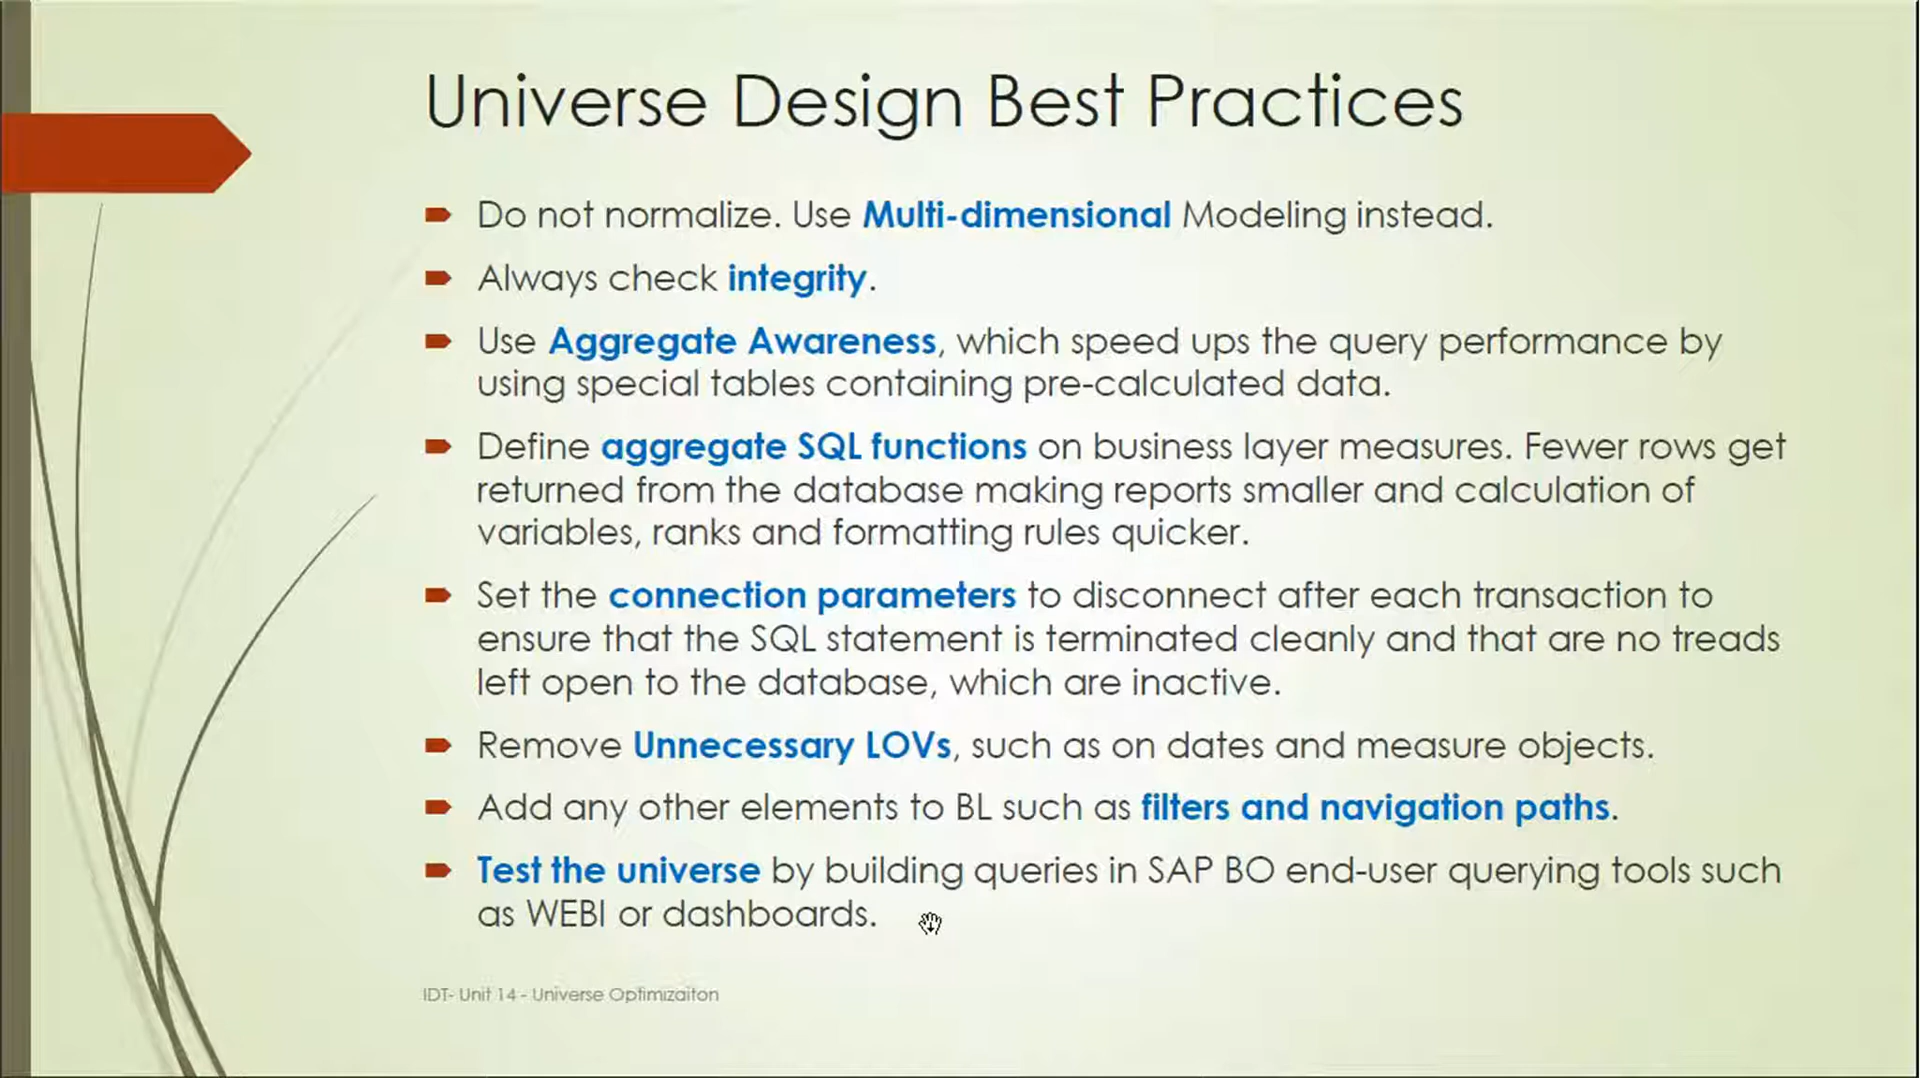 Universe Design Best Practices
Do not normalize. Use Multi-dimensional Modeling instead.
Always check integrity.
Use Aggregate Awareness, which speed ups the query performance by
using special tables containing pre-calculated data.
Define aggregate SQL functions on business layer measures. Fewer rows get
returned from the database making reports smaller and calculation of
variables, ranks and formatting rules quicker.
Set the connection parameters to disconnect after each transaction to
ensure that the SQL statement is terminated cleanly and that are no treads
left open to the database, which are inactive.
Remove Unnecessary LOVs, such as on dates and measure objects.
Add any other elements to BL such as filters and navigation paths.
Test the universe by building queries in SAP BO end-user querying tools such
as WEBI or dashboards.
IDT- Unit 14 - Universe Optimizaiton